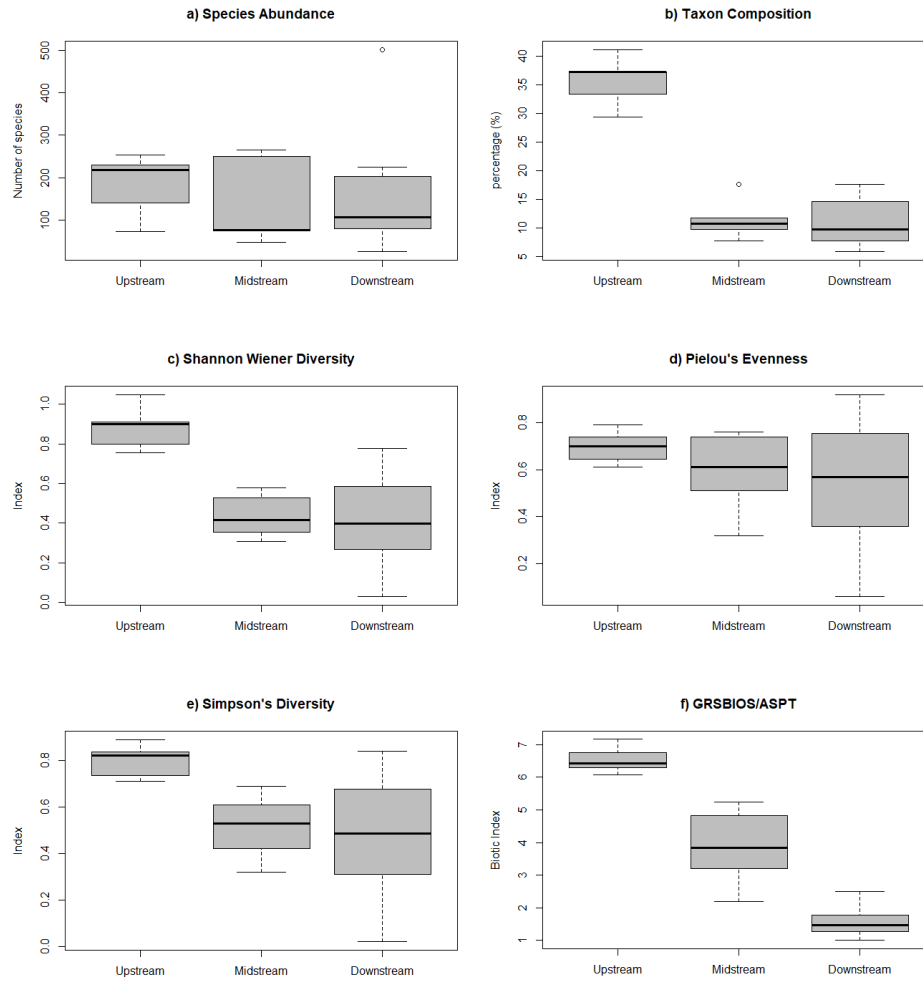 a) Species Abundance
Number of species
500
400
300
200
100
Upstream Midstream Downstream
b) Taxon Composition
percentage (%)
40
35
30
25
20
15
10
5
Upstream Midstream Downstream
c) Shannon Wiener Diversity
Index
1.0
0.8
0.6
0.4
0.2
0.0
Upstream Midstream Downstream
d) Pielou's Evenness
Index
0.8
0.6
0.4
0.2
Upstream Midstream Downstream
e) Simpson's Diversity
Index
0.8
0.6
0.4
0.2
0.0
Upstream Midstream Downstream
f) GRSBIOS/ASPT
Biotic Index
7
6
5
4
3
2
1
Upstream Midstream Downstream